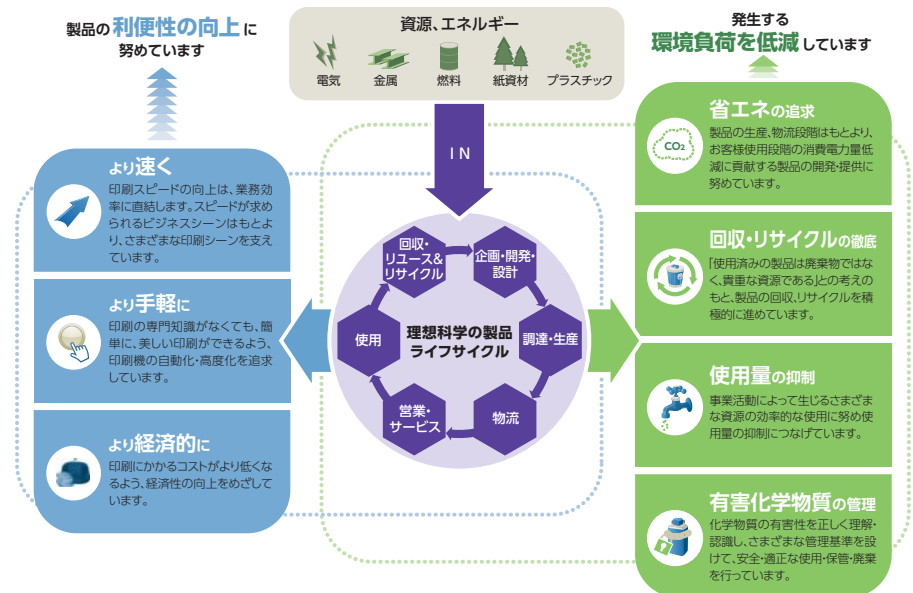 製品の利便性の向上に
努めています
資源、エネルギー
電気
金属
燃料
紙資材
プラスチック
発生する
環境負荷を低減しています
IN
より速く
印刷スピードの向上は、業務効
率に直結します。スピードが求め
られるビジネスシーンはもとよ
り、さまざまな印刷シーンを支え
ています。
より手軽に
印刷の専門知識がなくても、簡
単に、美しい印刷ができるよう、
印刷機の自動化・高度化を追求
しています。
より経済的に
印刷にかかるコストがより低くな
るよう、経済性の向上をめざして
います。
回収・
リユース&
リサイクル
企画・開発・
設計
調達・生産
物流
営業・
サービス
使用
理想科学の製品
ライフサイクル
CO2
省エネの追求
製品の生産、物流段階はもとより、
お客様使用段階の消費電力量低
減に貢献する製品の開発・提供に
努めています。
回収・リサイクルの徹底
「使用済みの製品は廃棄物ではな
く、貴重な資源である」との考えの
もと、製品の回収、リサイクルを積
極的に進めています。
使用量の抑制
事業活動によって生じるさまざま
な資源の効率的な使用に努め使
用量の抑制につなげています。
有害化学物質の管理
化学物質の有害性を正しく理解・
認識し、さまざまな管理基準を設
けて、安全・適正な使用・保管・廃棄
を行っています。